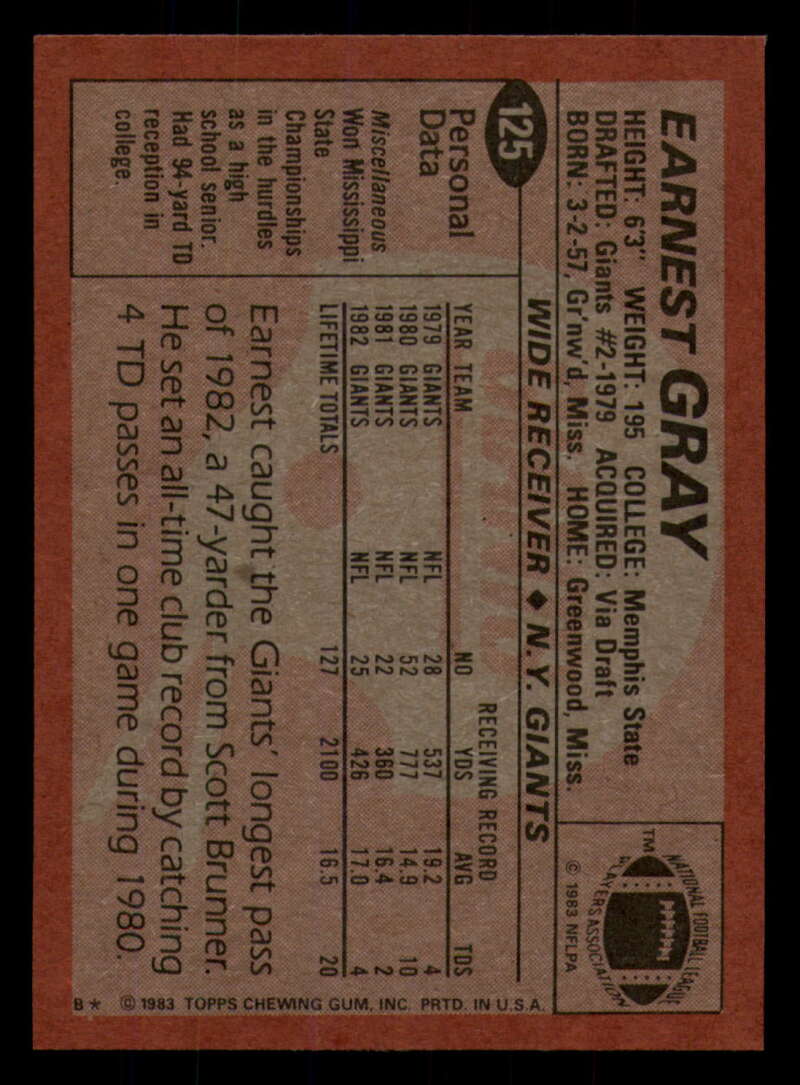 EARNEST GRAY
HEIGHT: 6'3" WEIGHT: 195 COLLEGE: Memphis State
DRAFTED: Giants #2-1979 ACQUIRED: Via Draft
BORN: 3-2-57, Gr'nw'd, Miss. HOME: Greenwood, Miss.
NATIONAL FOOTBALL LEAGUE
PLAYERS ASSOCIATION
TM
© 1983 NFLPA
125
WIDE RECEIVER ♦ N.Y. GIANTS
Personal
Data
Miscellaneous
Won Mississippi
State
Championships
in the hurdles
as a high
school senior.
Had 94-yard TD
reception in
college.
RECEIVING RECORD
YEAR TEAM NO YDS AVG TDS
1979 GIANTS NFL 28 537 19.2 4
1980 GIANTS NFL 52 777 14.9 10
1981 GIANTS NFL 22 360 16.4 2
1982 GIANTS NFL 25 426 17.0 4
LIFETIME TOTALS 127 2100 16.5 20
Earnest caught the Giants' longest pass
of 1982, a 47-yarder from Scott Brunner.
He set an all-time club record by catching
4 TD passes in one game during 1980.
B* © 1983 TOPPS CHEWING GUM, INC. PRTD. IN U.S.A.